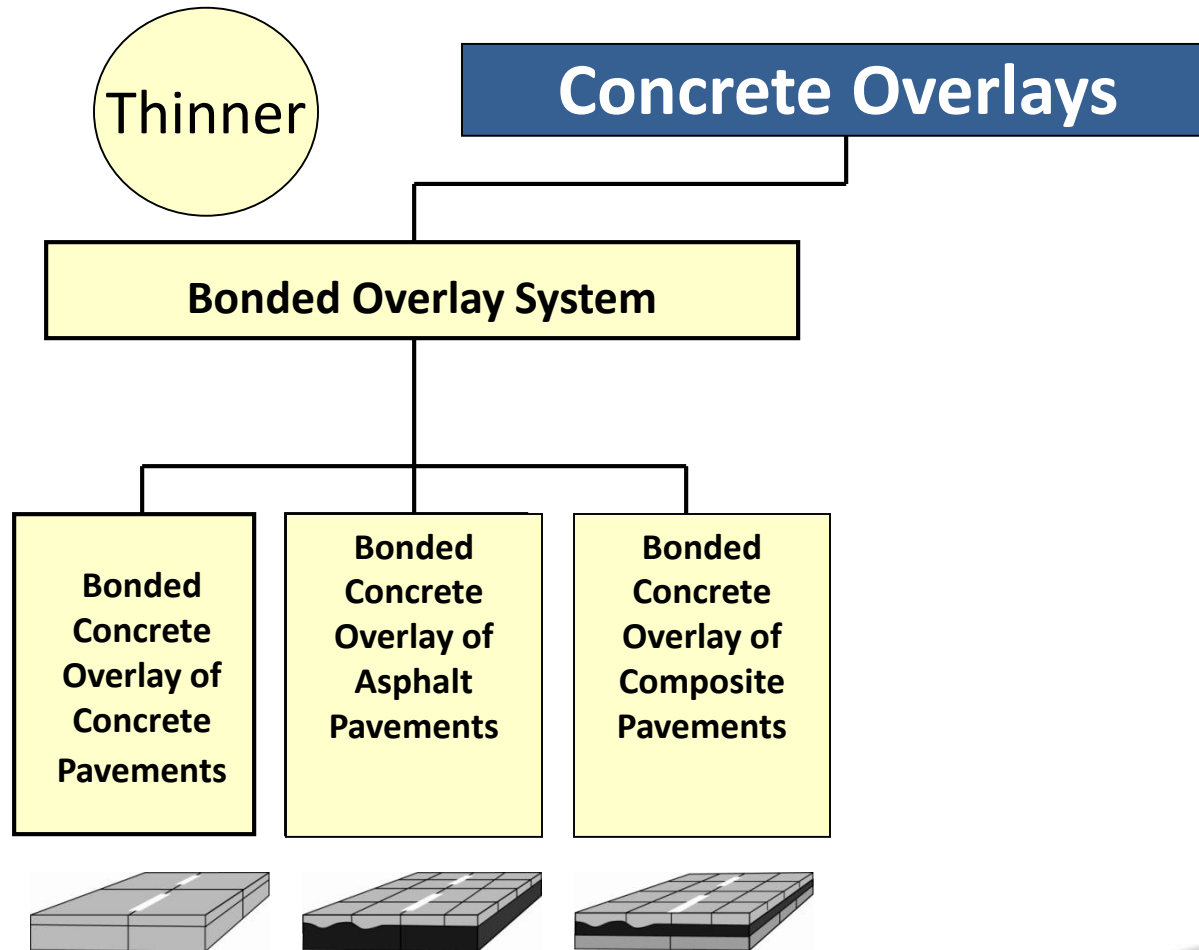 Thinner
Concrete Overlays
Bonded Overlay System
Bonded
Concrete
Overlay of
Concrete
Pavements
Bonded
Concrete
Overlay of
Asphalt
Pavements
Bonded
Concrete
Overlay of
Composite
Pavements